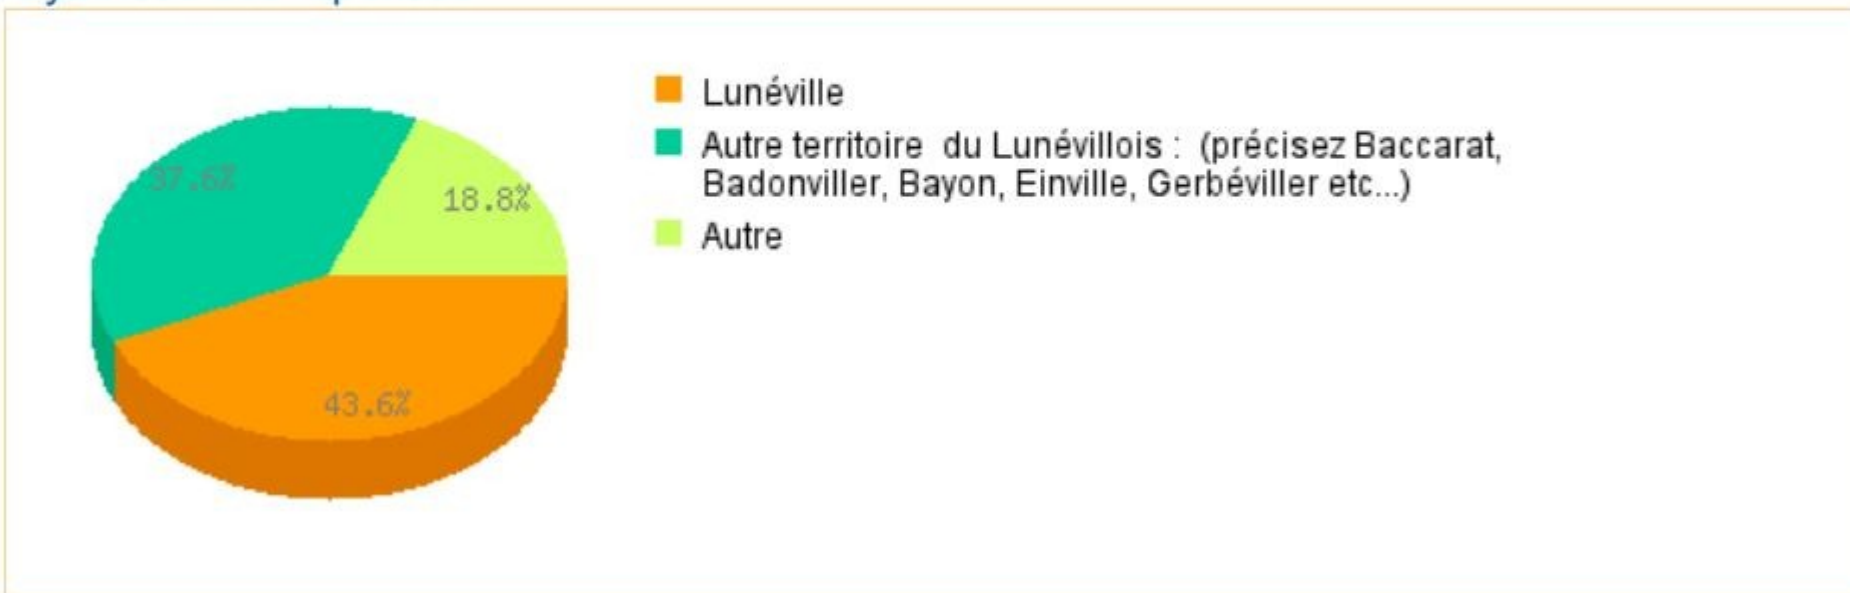 Lunéville
Autre territoire du Lunévillois : (précisez Baccarat,
Badonviller, Bayon, Einville, Gerbéviller etc...)
Autre
37.6%
18.8%
43.6%